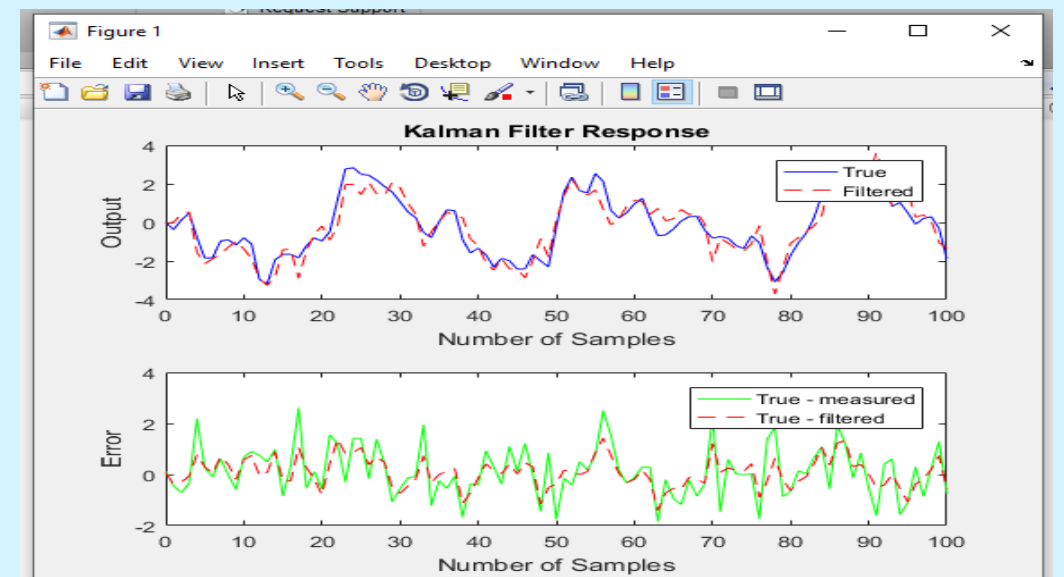 Request Support
Figure 1
File Edit View Insert Tools Desktop Window Help
Kalman Filter Response
4
2
0
-2
-4
Output
True
Filtered
0 10 20 30 40 50 60 70 80 90 100
Number of Samples
4
2
0
-2
Error
True - measured
True - filtered
0 10 20 30 40 50 60 70 80 90 100
Number of Samples